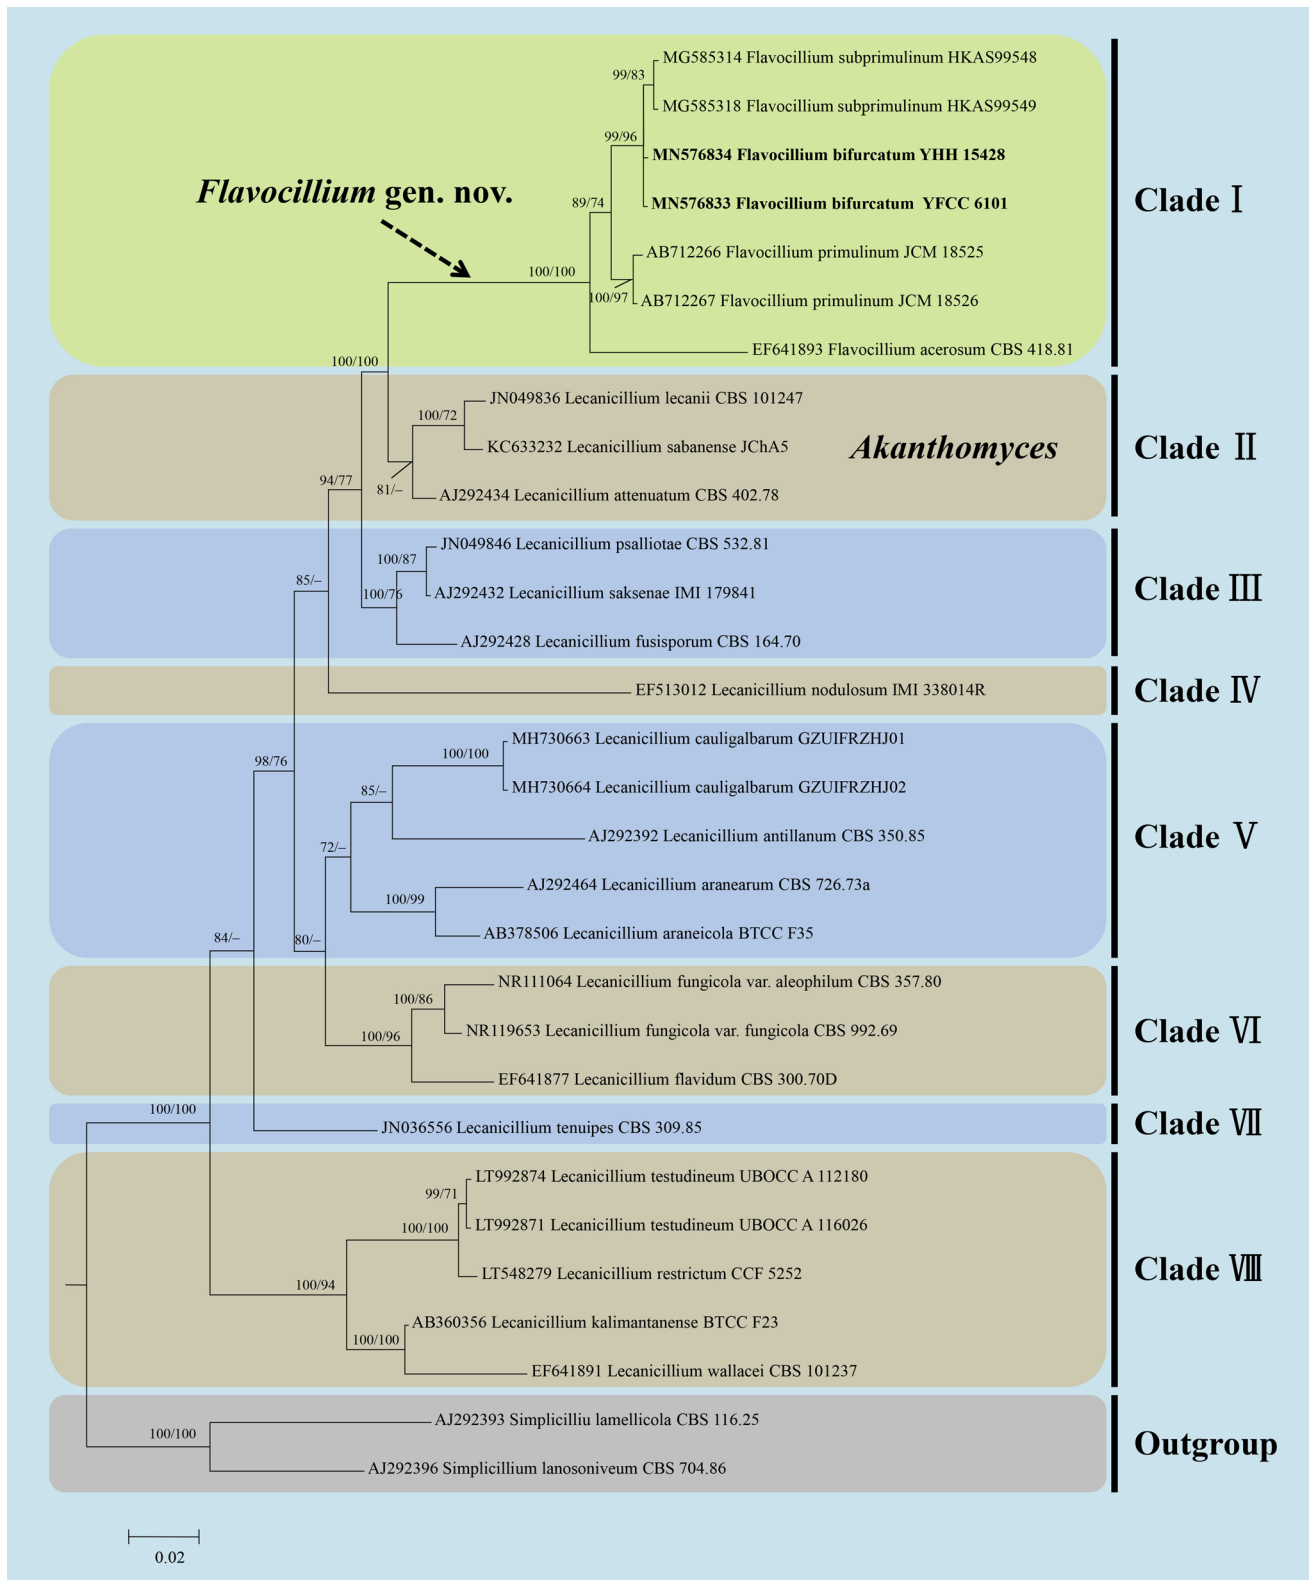 MG585314 Flavocillium subprimulinum HKAS99548
99/83
MG585318 Flavocillium subprimulinum HKAS99549
99/96
MN576834 Flavocillium bifurcatum YHH 15428
Flavocillium gen. nov.
89/74
MN576833 Flavocillium bifurcatum YFCC 6101
Clade Ⅰ
AB712266 Flavocillium primulinum JCM 18525
100/100
100/97
AB712267 Flavocillium primulinum JCM 18526
EF641893 Flavocillium acerosum CBS 418.81
100/100
JN049836 Lecanicillium lecanii CBS 101247
100/72
KC633232 Lecanicillium sabanense JChA5
Akanthomyces
Clade Ⅱ
94/77
81/–
AJ292434 Lecanicillium attenuatum CBS 402.78
JN049846 Lecanicillium psalliotae CBS 532.81
100/87
85/–
100/76
AJ292432 Lecanicillium saksenae IMI 179841
Clade Ⅲ
AJ292428 Lecanicillium fusisporum CBS 164.70
EF513012 Lecanicillium nodulosum IMI 338014R
Clade Ⅳ
MH730663 Lecanicillium cauligalbarum GZUIFRZHJ01
98/76
100/100
MH730664 Lecanicillium cauligalbarum GZUIFRZHJ02
85/–
AJ292392 Lecanicillium antillanum CBS 350.85
Clade Ⅴ
72/–
AJ292464 Lecanicillium aranearum CBS 726.73a
100/99
AB378506 Lecanicillium araneicola BTCC F35
84/–
80/–
NR111064 Lecanicillium fungicola var. aleophilum CBS 357.80
100/86
NR119653 Lecanicillium fungicola var. fungicola CBS 992.69
Clade Ⅵ
100/96
EF641877 Lecanicillium flavidum CBS 300.70D
100/100
JN036556 Lecanicillium tenuipes CBS 309.85
Clade Ⅶ
LT992874 Lecanicillium testudineum UBOCC A 112180
99/71
LT992871 Lecanicillium testudineum UBOCC A 116026
100/100
LT548279 Lecanicillium restrictum CCF 5252
Clade Ⅷ
100/94
AB360356 Lecanicillium kalimantanense BTCC F23
100/100
EF641891 Lecanicillium wallacei CBS 101237
AJ292393 Simplicilliu lamellicola CBS 116.25
100/100
Outgroup
AJ292396 Simplicillium lanosoniveum CBS 704.86
0.02